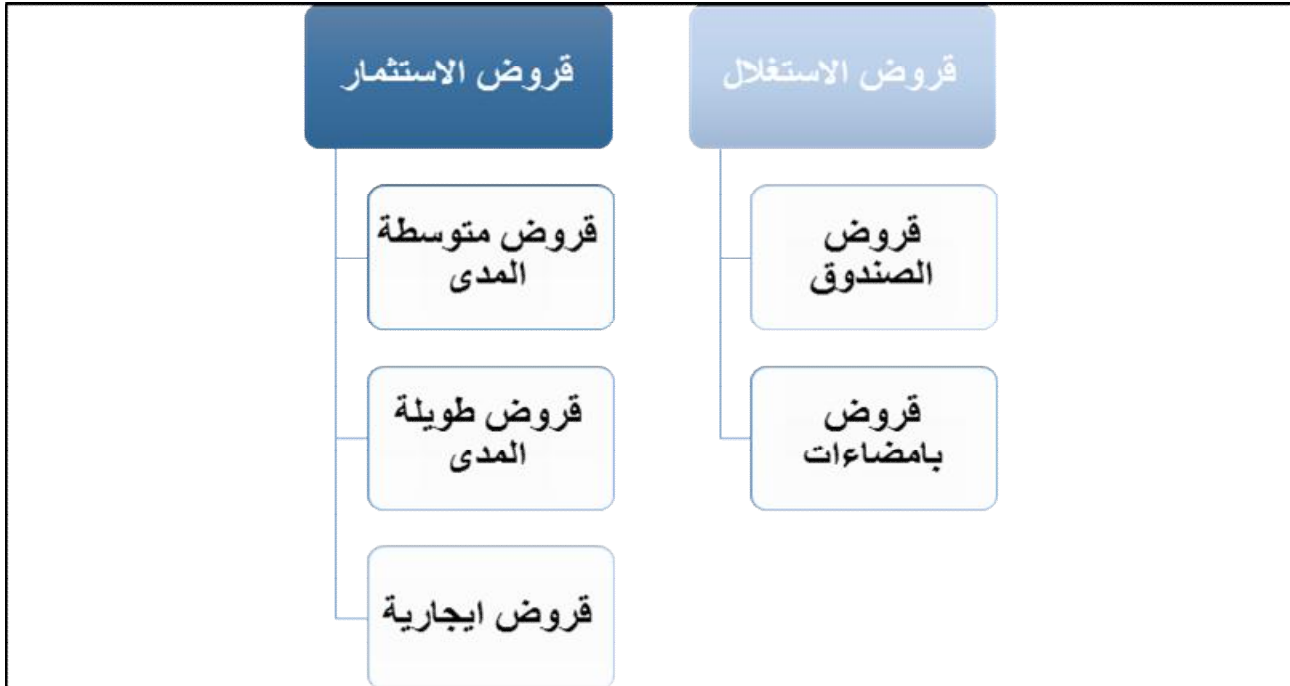 قروض الاستغلال
قروض
الصندوق
قروض
بامضاءات
قروض الاستثمار
قروض متوسطة
المدى
قروض طويلة
المدى
قروض ايجارية